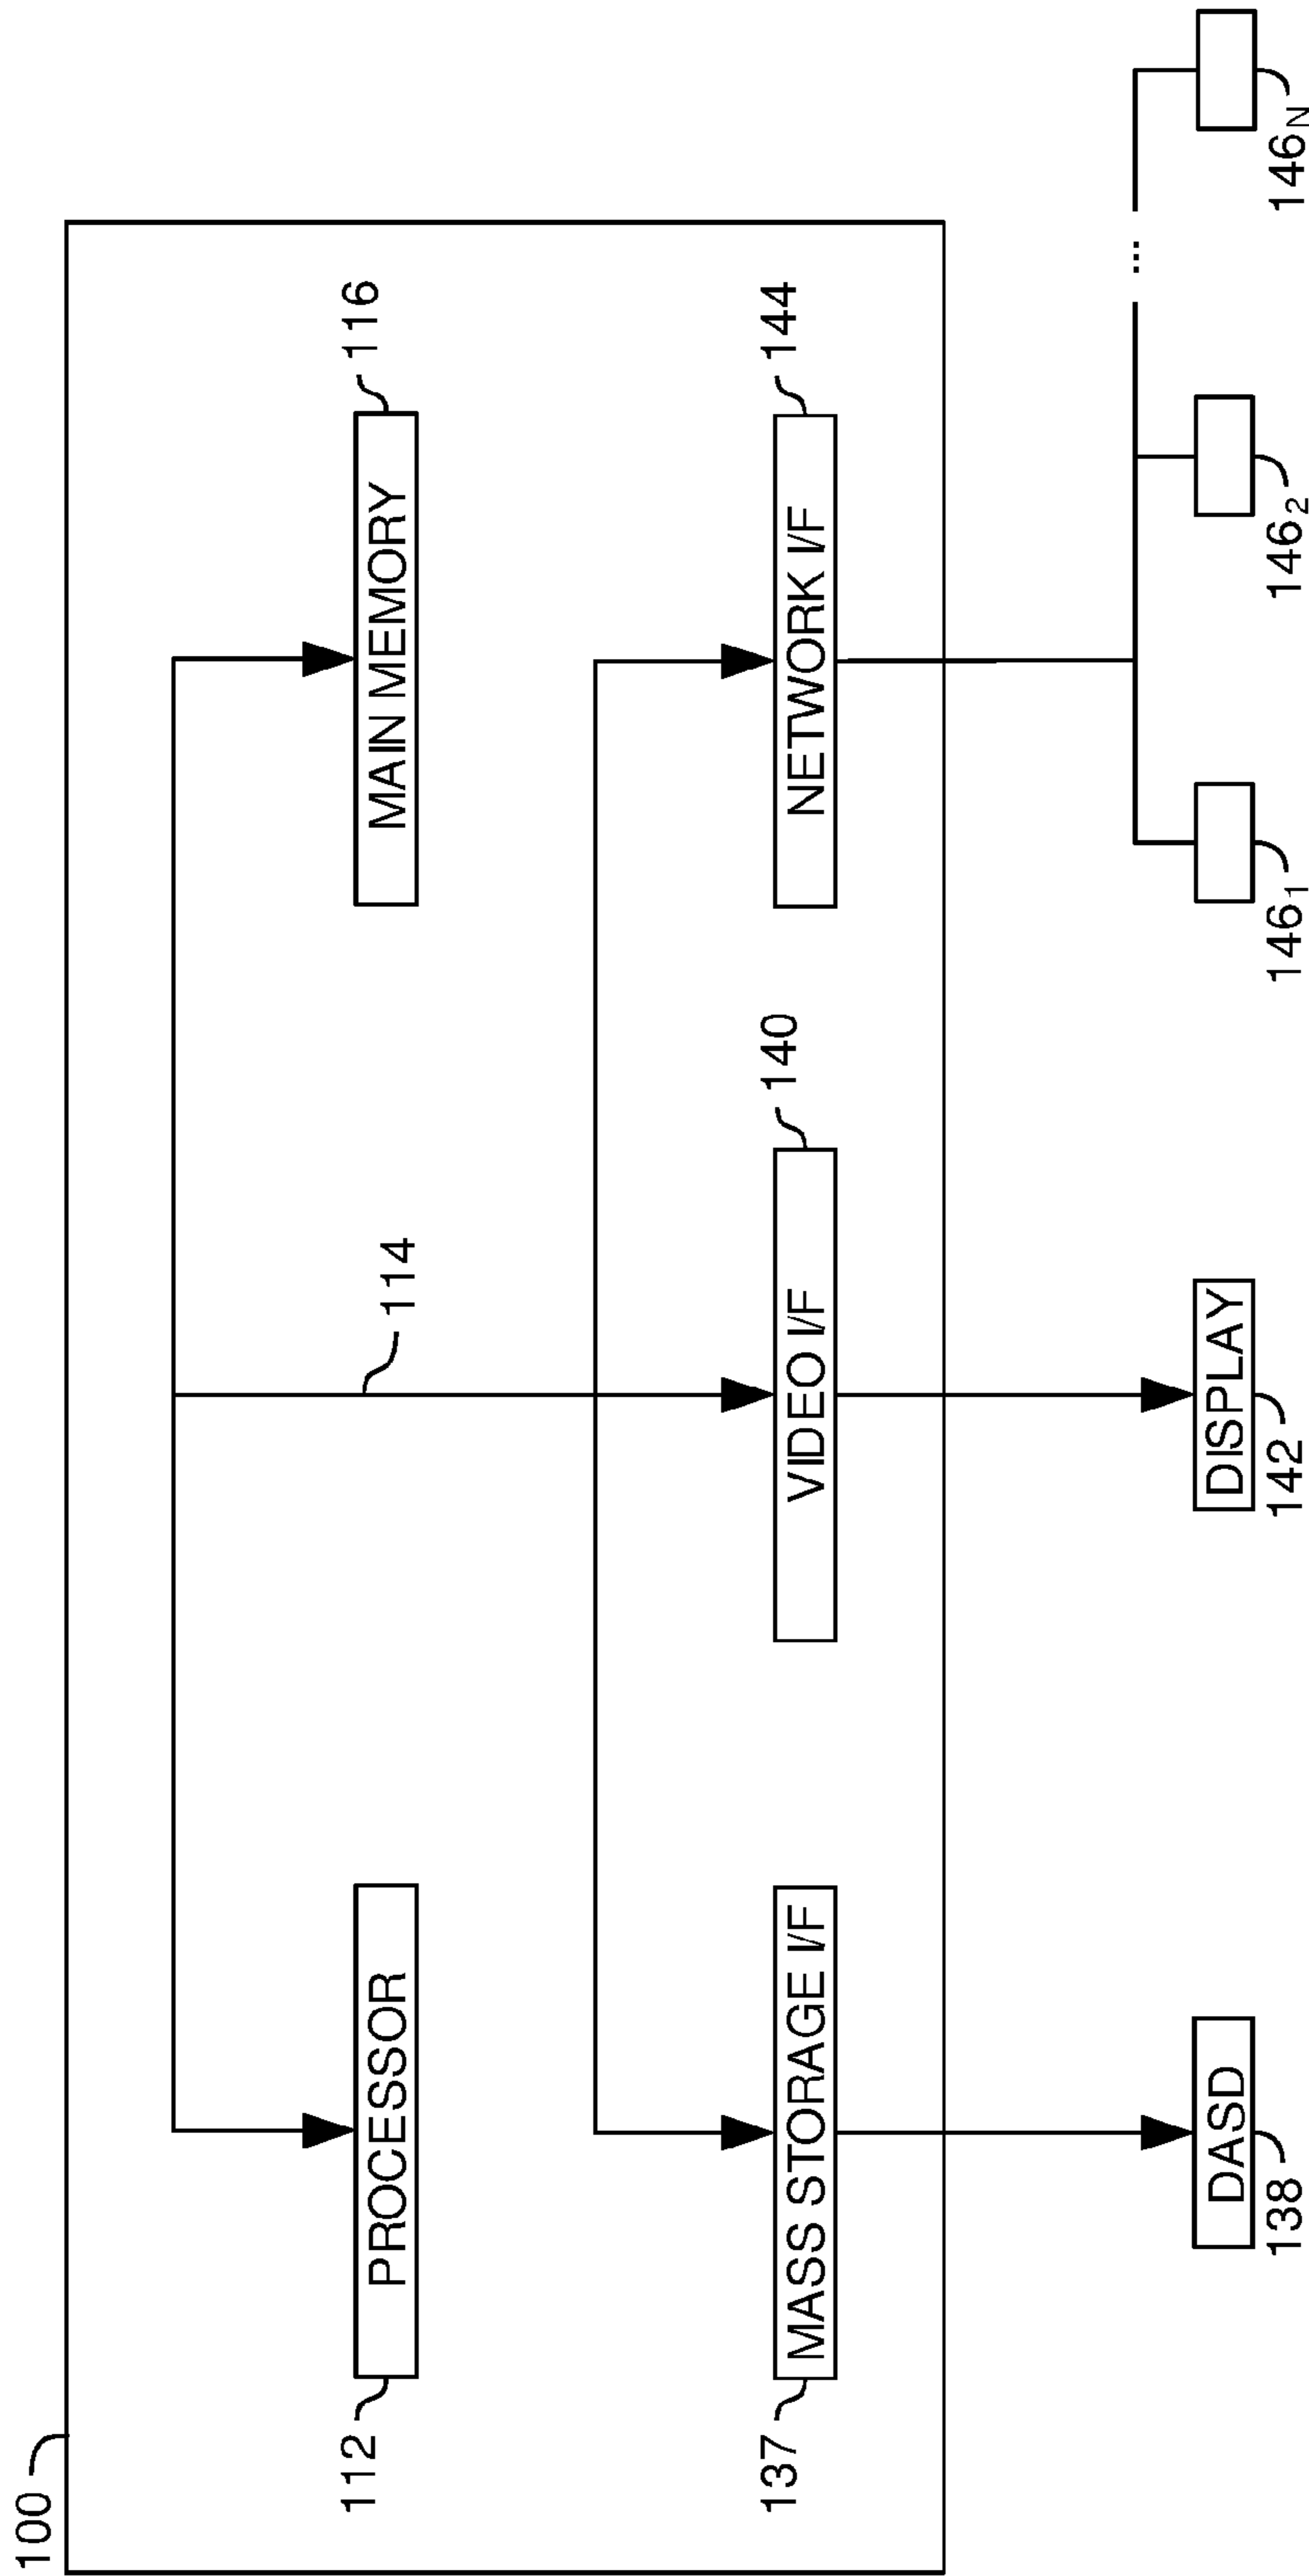 100
112
PROCESSOR
114
MAIN MEMORY
116
137
MASS STORAGE I/F
VIDEO I/F
140
NETWORK I/F
144
DASD
138
DISPLAY
142
...
146₁
146₂
146N